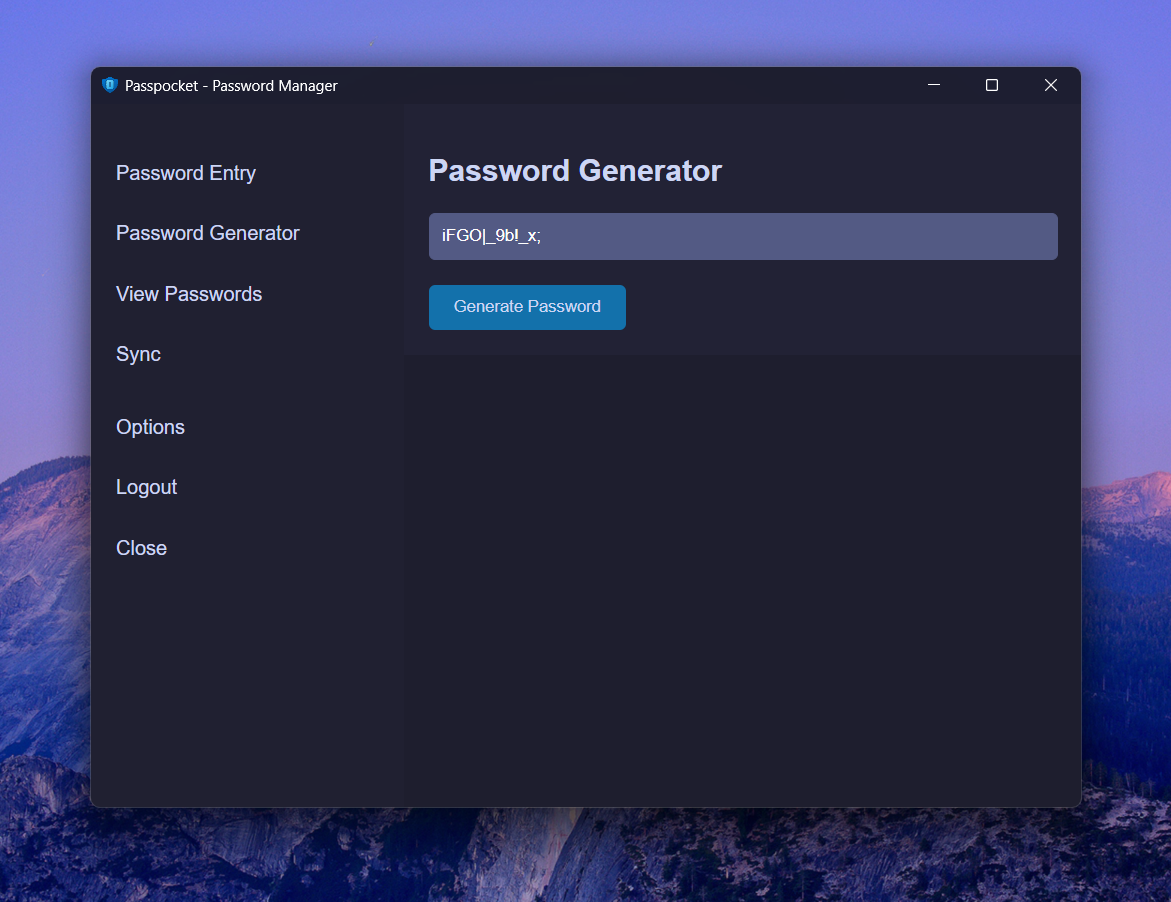 Passpocket - Password Manager
Password Entry
Password Generator
View Passwords
Sync
Options
Logout
Close
Password Generator
iFGO|_9b!_x;
Generate Password